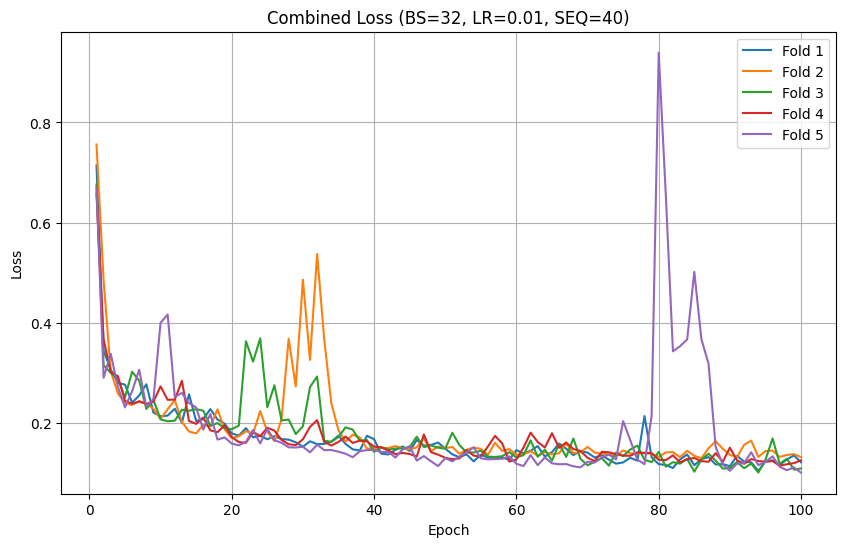 Combined Loss (BS=32, LR=0.01, SEQ=40)
Fold 1
Fold 2
Fold 3
Fold 4
Fold 5
0.8
0.6
0.4
0.2
Loss
0 20 40 60 80 100
Epoch